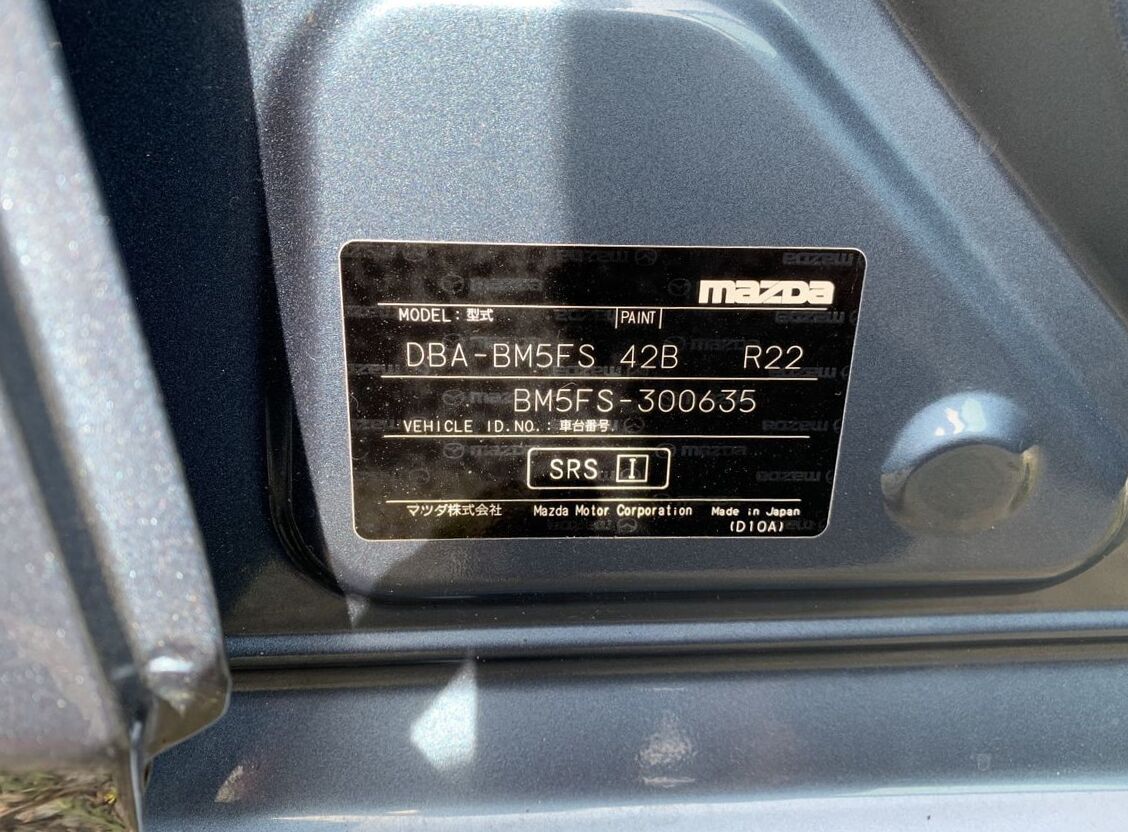 mazda
MODEL : 型式 PAINT
DBA-BM5FS 42B R22
BM5FS-300635
VEHICLE ID.NO. : 車台番号
SRS I
マツダ株式会社 Mazda Motor Corporation Made in Japan
(D10A)